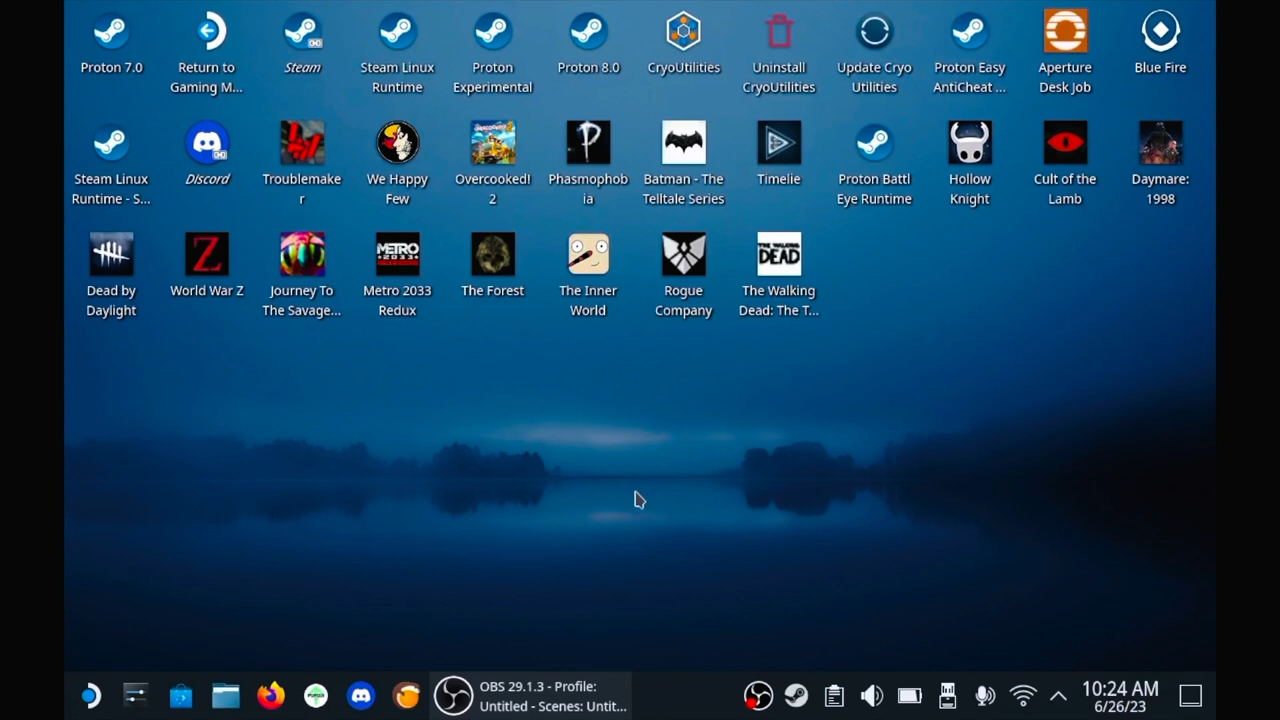 Proton 7.0
Return to
Gaming M...
Steam
Steam Linux
Runtime
Proton
Experimental
Proton 8.0
CryoUtilities
Uninstall
CryoUtilities
Update Cryo
Utilities
Proton Easy
AntiCheat ...
Aperture
Desk Job
Blue Fire
Steam Linux
Runtime - S...
Discord
Troublemake
r
We Happy
Few
Overcooked!
2
Phasmophob
ia
Batman - The
Telltale Series
Timelie
Proton Battl
Eye Runtime
Hollow
Knight
Cult of the
Lamb
Daymare:
1998
Dead by
Daylight
World War Z
Journey To
The Savage...
METRO
2033
Metro 2033
Redux
The Forest
The Inner
World
Rogue
Company
THE WALKING
DEAD
The Walking
Dead: The T...
OBS 29.1.3 - Profile:
Untitled - Scenes: Untit...
10:24 AM
6/26/23